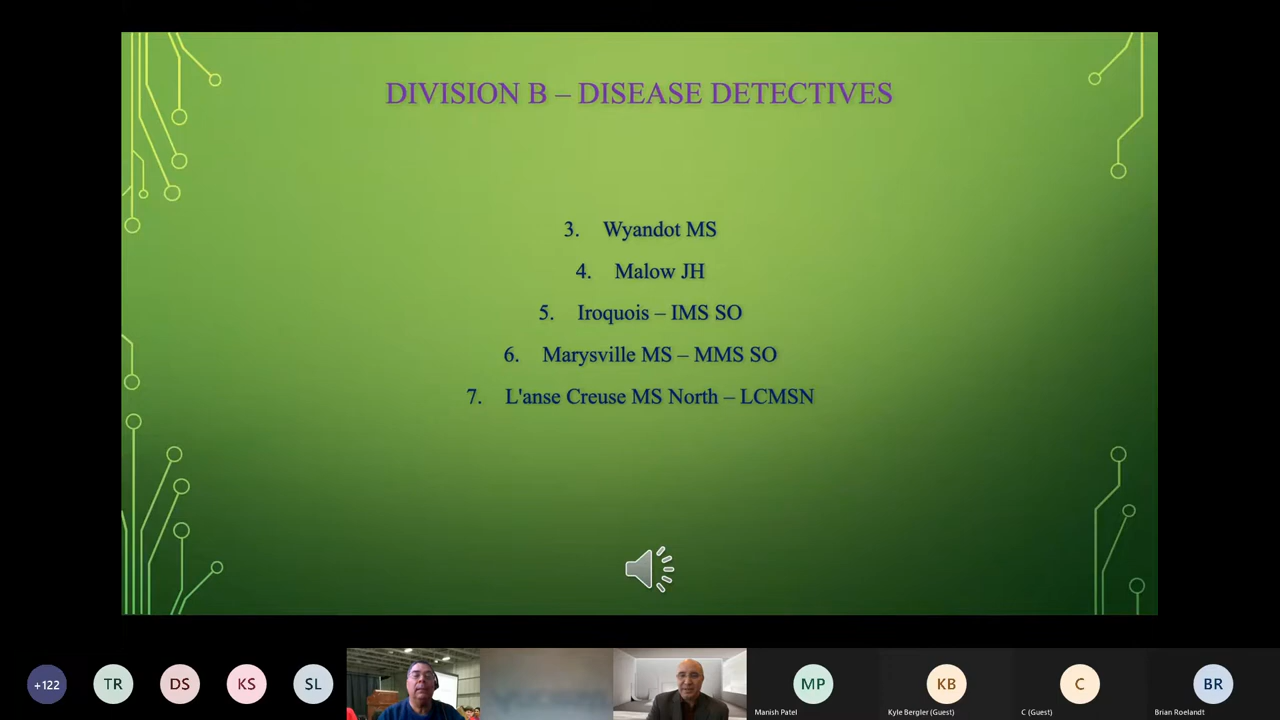 DIVISION B – DISEASE DETECTIVES
3. Wyandot MS
4. Malow JH
5. Iroquois – IMS SO
6. Marysville MS – MMS SO
7. L'anse Creuse MS North – LCMSN
+122
TR
DS
KS
SL
MP
KB
C
BR
Manish Patel
Kyle Bergler (Guest)
C (Guest)
Brian Roelandt